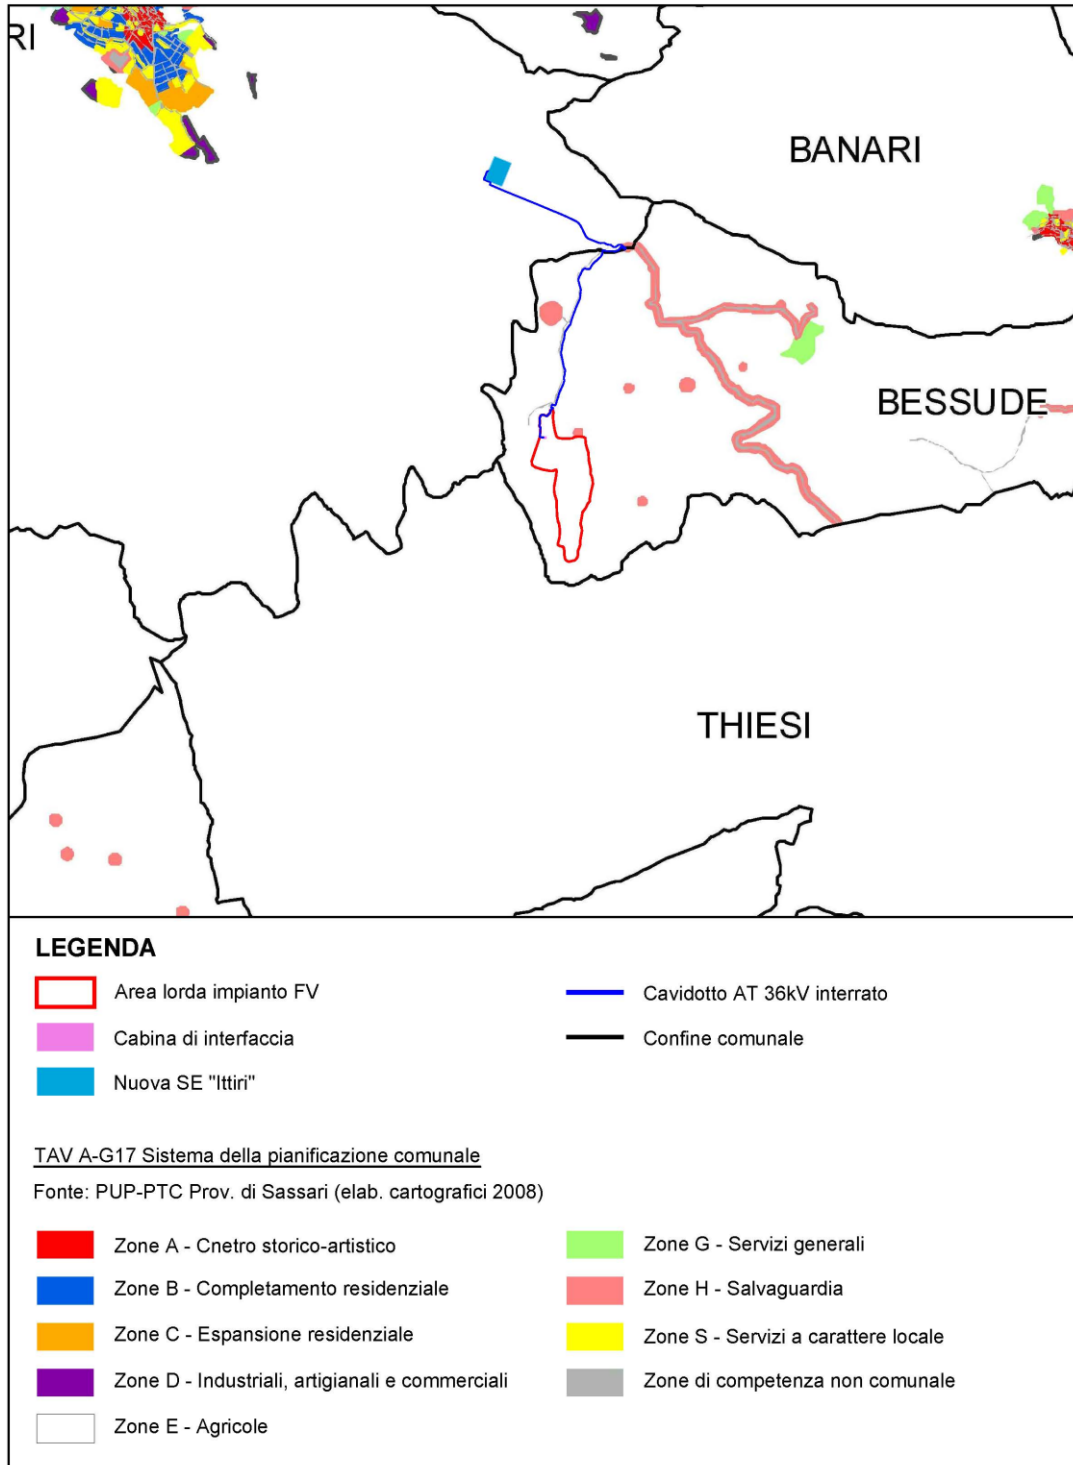 RI
BANARI
BESSUDE
THIESI
LEGENDA
Area lorda impianto FV
Cavidotto AT 36kV interrato
Cabina di interfaccia
Confine comunale
Nuova SE "Ittiri"
TAV A-G17 Sistema della pianificazione comunale
Fonte: PUP-PTC Prov. di Sassari (elab. cartografici 2008)
Zone A - Cnetro storico-artistico
Zone G - Servizi generali
Zone B - Completamento residenziale
Zone H - Salvaguardia
Zone C - Espansione residenziale
Zone S - Servizi a carattere locale
Zone D - Industriali, artigianali e commerciali
Zone di competenza non comunale
Zone E - Agricole